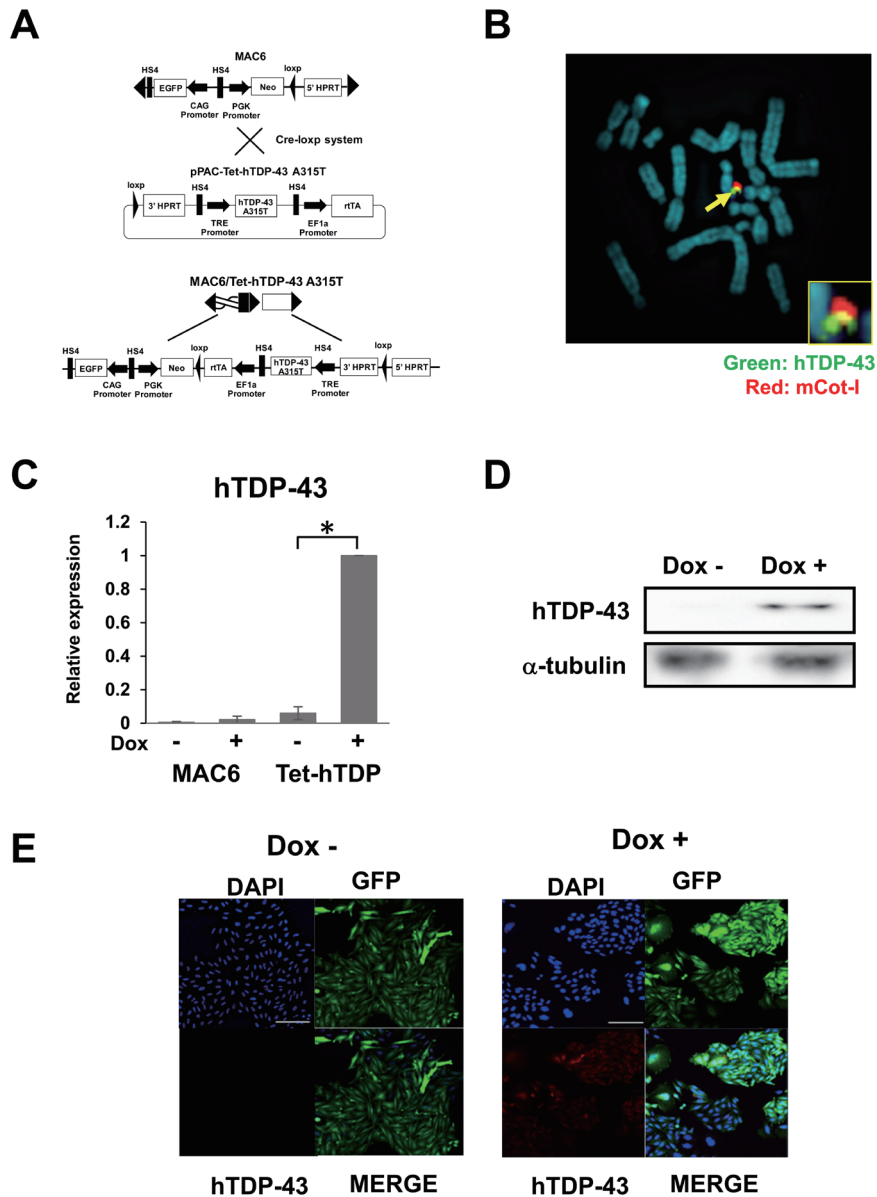 A
MAC6
HS4 HS4 loxp
EGFP Neo 5' HPRT
CAG Promoter PGK Promoter
Cre-loxp system
pPAC-Tet-hTDP-43 A315T
loxp HS4 HS4
3' HPRT hTDP-43 A315T rtTA
TRE Promoter EF1a Promoter
MAC6/Tet-hTDP-43 A315T
HS4 HS4 loxp HS4 HS4 loxp
EGFP Neo rtTA hTDP-43 A315T 3' HPRT 5' HPRT
CAG Promoter PGK Promoter EF1a Promoter TRE Promoter
B
Green: hTDP-43
Red: mCot-I
C
hTDP-43
Relative expression
1.2
1
0.8
0.6
0.4
0.2
0
*
Dox - + - +
MAC6 Tet-hTDP
D
Dox - Dox +
hTDP-43
α-tubulin
E
Dox - Dox +
DAPI GFP DAPI GFP
hTDP-43 MERGE hTDP-43 MERGE